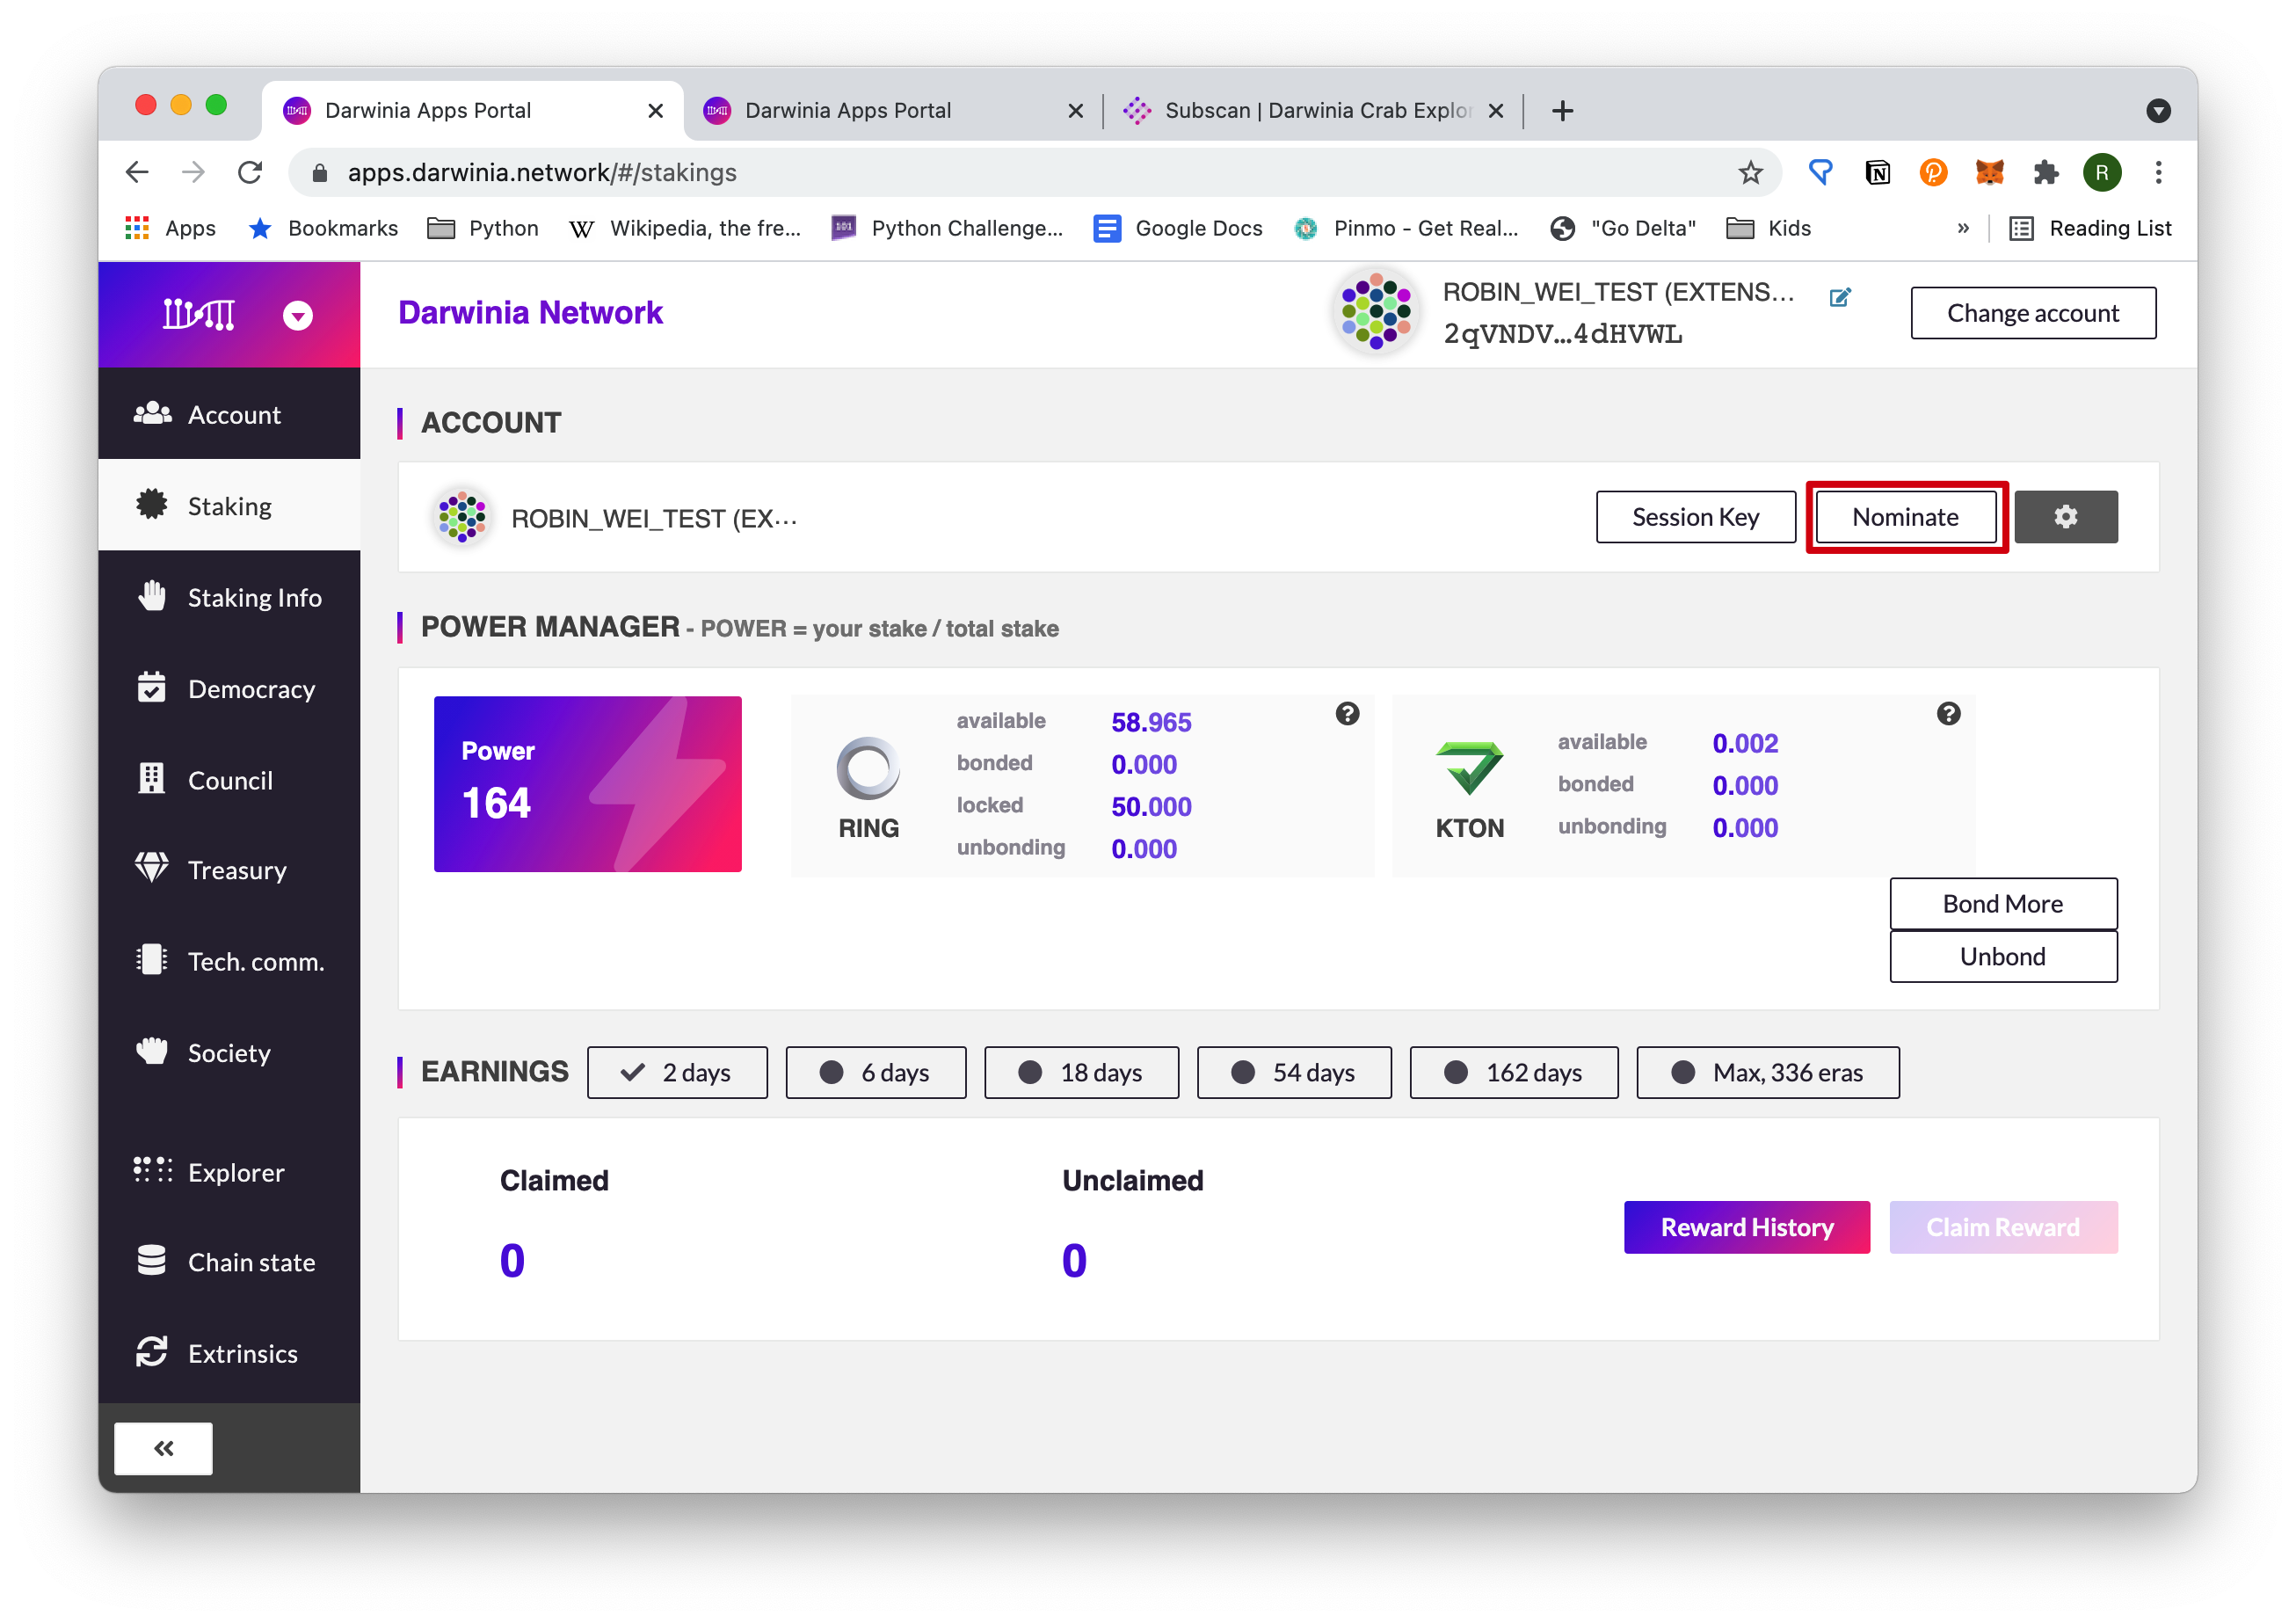 Darwinia Apps Portal
Darwinia Apps Portal
Subscan | Darwinia Crab Explor
apps.darwinia.network/#/stakings
R
Apps
Bookmarks
Python
Wikipedia, the fre...
Python Challenge...
Google Docs
Pinmo - Get Real...
"Go Delta"
Kids
»
Reading List
Darwinia Network
ROBIN_WEI_TEST (EXTENS...
2qVNDV...4dHVWL
Change account
Account
Staking
Staking Info
Democracy
Council
Treasury
Tech. comm.
Society
Explorer
Chain state
Extrinsics
ACCOUNT
ROBIN_WEI_TEST (EX...
Session Key
Nominate
POWER MANAGER - POWER = your stake / total stake
Power
164
RING
available 58.965
bonded 0.000
locked 50.000
unbonding 0.000
KTON
available 0.002
bonded 0.000
unbonding 0.000
Bond More
Unbond
EARNINGS
2 days
6 days
18 days
54 days
162 days
Max, 336 eras
Claimed
0
Unclaimed
0
Reward History
Claim Reward